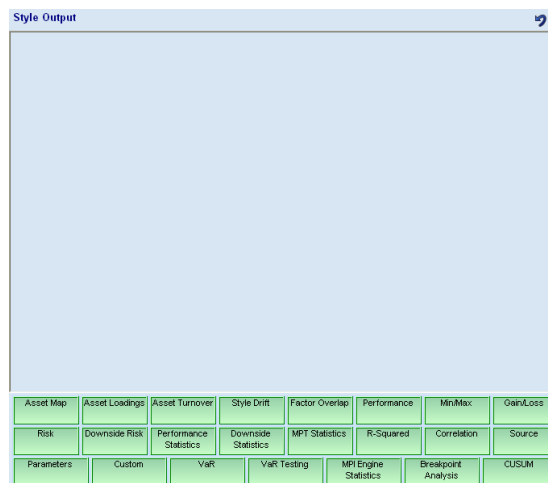 Style Output
Asset Map Asset Loadings Asset Turnover Style Drift Factor Overlap Performance Min/Max Gain/Loss
Risk Downside Risk Performance Statistics Downside Statistics MPT Statistics R-Squared Correlation Source
Parameters Custom VaR VaR Testing MPI Engine Statistics Breakpoint Analysis CUSUM